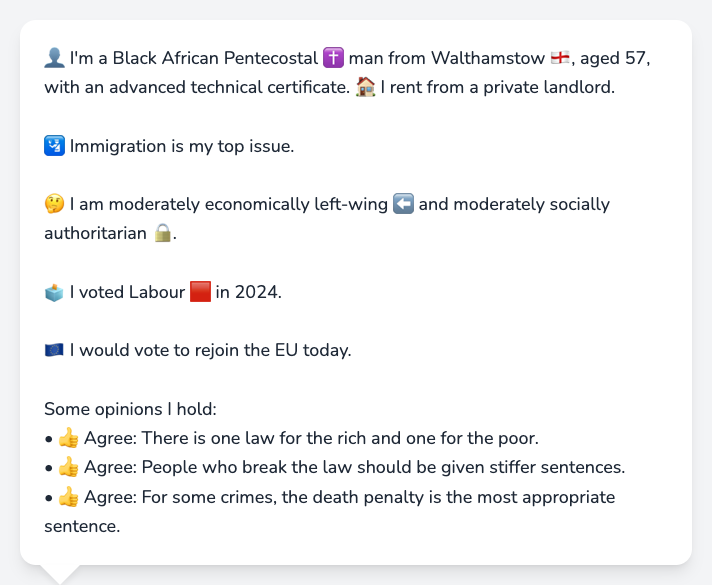 👤 I'm a Black African Pentecostal ✝️ man from Walthamstow 🏴󠁧󠁢󠁥󠁮󠁧󠁿, aged 57,
with an advanced technical certificate. 🏠 I rent from a private landlord.
🛂 Immigration is my top issue.
🤔 I am moderately economically left-wing ⬅️ and moderately socially
authoritarian 🔒.
🗳️ I voted Labour 🟥 in 2024.
🇪🇺 I would vote to rejoin the EU today.
Some opinions I hold:
• 👍 Agree: There is one law for the rich and one for the poor.
• 👍 Agree: People who break the law should be given stiffer sentences.
• 👍 Agree: For some crimes, the death penalty is the most appropriate
sentence.